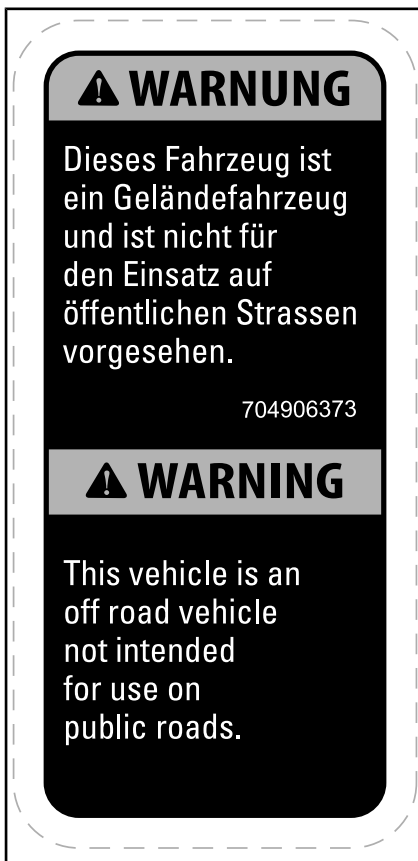 WARNUNG
Dieses Fahrzeug ist
ein Geländefahrzeug
und ist nicht für
den Einsatz auf
öffentlichen Strassen
vorgesehen.
704906373
WARNING
This vehicle is an
off road vehicle
not intended
for use on
public roads.